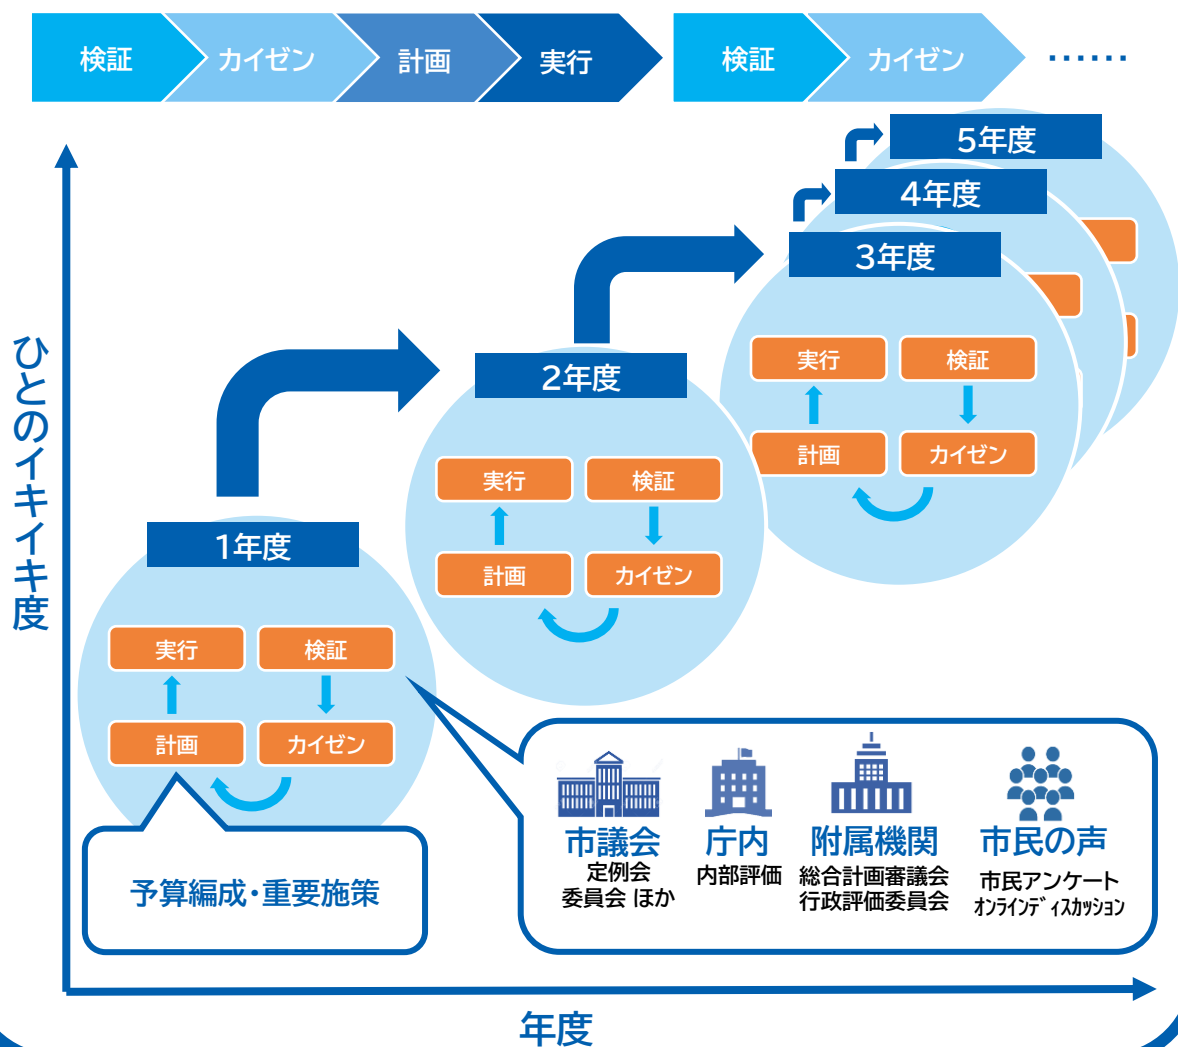 検証
カイゼン
計画
実行
検証
カイゼン
……
5年度
4年度
3年度
実行
検証
計画
カイゼン
2年度
実行
検証
計画
カイゼン
1年度
実行
検証
計画
カイゼン
ひとのイキイキ度
予算編成・重要施策
市議会
定例会
委員会 ほか
庁内
内部評価
附属機関
総合計画審議会
行政評価委員会
市民の声
市民アンケート
オンラインディスカッション
年度